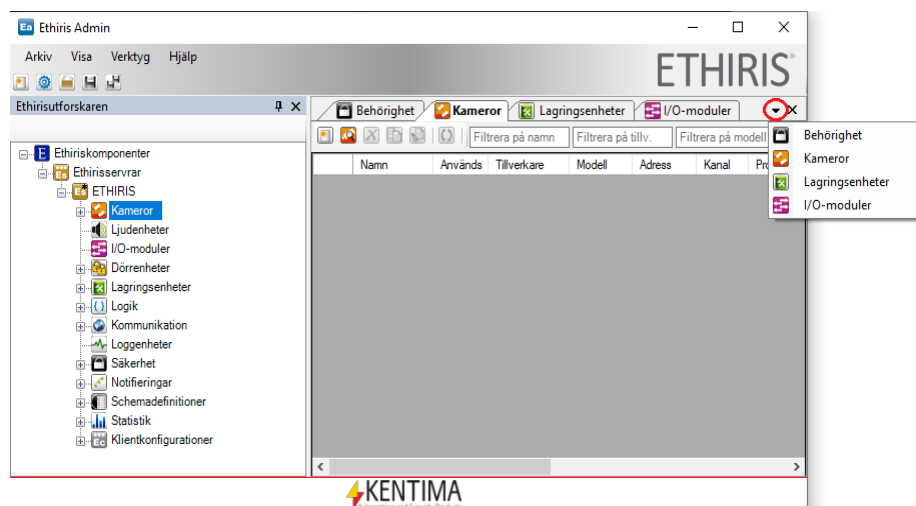 Ea Ethiris Admin
Arkiv Visa Verktyg Hjälp
ETHIRIS
Ethirisutforskaren
Behörighet Kameror Lagringsenheter I/O-moduler
Filtrera på namn Filtrera på tillv. Filtrera på modell
Namn Används Tillverkare Modell Adress Kanal
Behörighet
Kameror
Lagringsenheter
I/O-moduler
E Ethiriskomponenter
Ethirisservrar
ETHIRIS
Kameror
Ljudenheter
I/O-moduler
Dörrenheter
Lagringsenheter
Logik
Kommunikation
Loggenheter
Säkerhet
Notifieringar
Schemadefinitioner
Statistik
Ec Klientkonfigurationer
KENTIMA